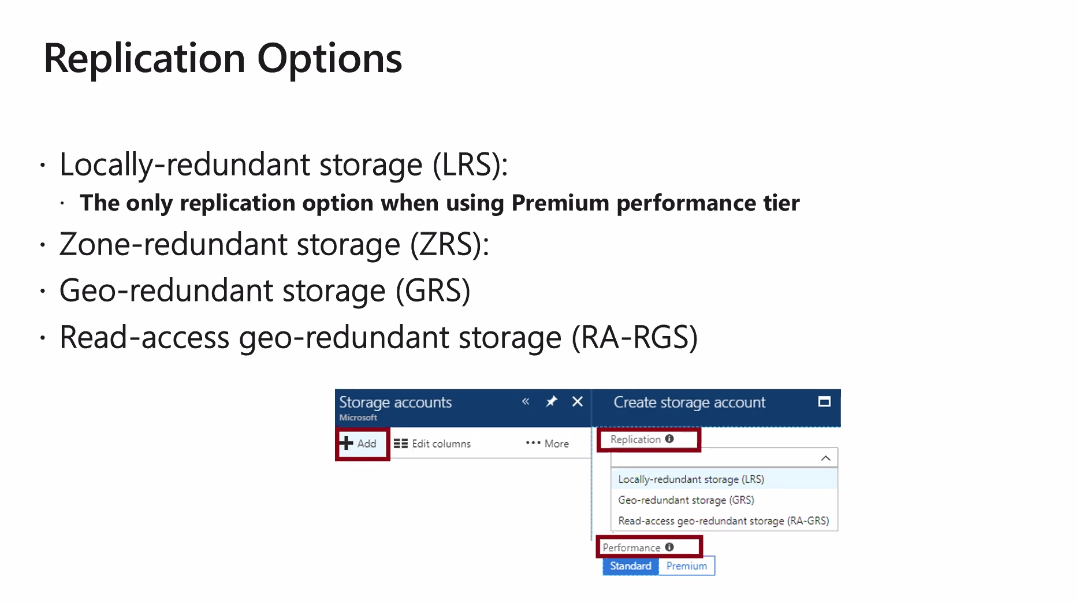 Replication Options
· Locally-redundant storage (LRS):
· The only replication option when using Premium performance tier
· Zone-redundant storage (ZRS):
· Geo-redundant storage (GRS)
· Read-access geo-redundant storage (RA-RGS)
Storage accounts
Microsoft
Add
Edit columns
More
Create storage account
Replication
Locally-redundant storage (LRS)
Geo-redundant storage (GRS)
Read-access geo-redundant storage (RA-GRS)
Performance
Standard Premium